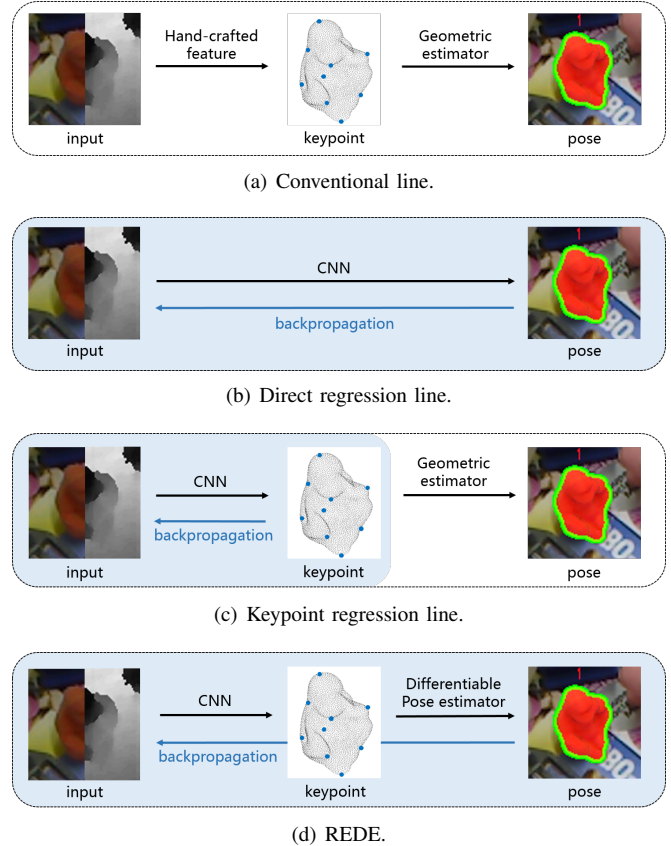 Hand-crafted
feature
Geometric
estimator
input
keypoint
pose
(a) Conventional line.
CNN
backpropagation
input
pose
(b) Direct regression line.
CNN
backpropagation
Geometric
estimator
input
keypoint
pose
(c) Keypoint regression line.
CNN
backpropagation
Differentiable
Pose estimator
input
keypoint
pose
(d) REDE.